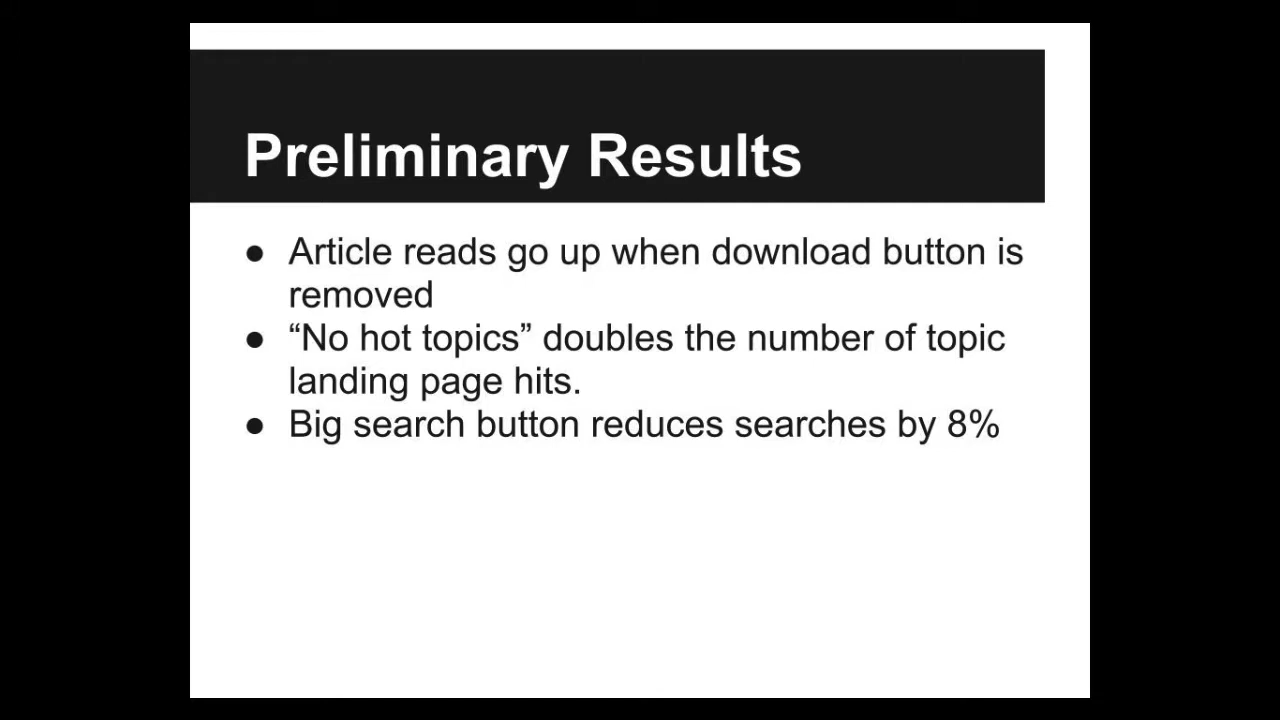 Preliminary Results
● Article reads go up when download button is
removed
● “No hot topics” doubles the number of topic
landing page hits.
● Big search button reduces searches by 8%